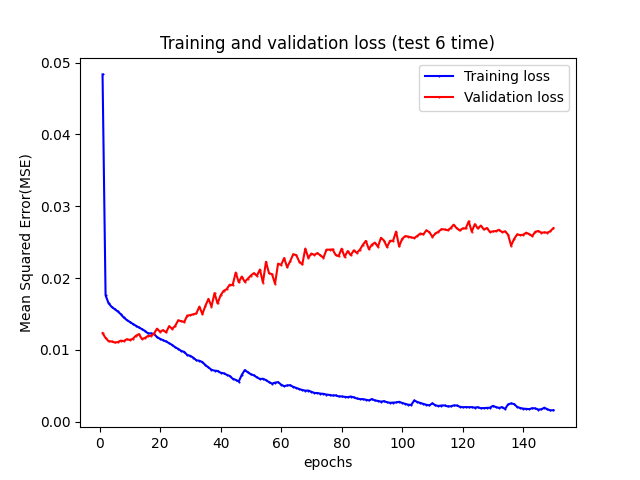 Training and validation loss (test 6 time)
Training loss
Validation loss
Mean Squared Error(MSE)
0.05
0.04
0.03
0.02
0.01
0.00
0 20 40 60 80 100 120 140
epochs